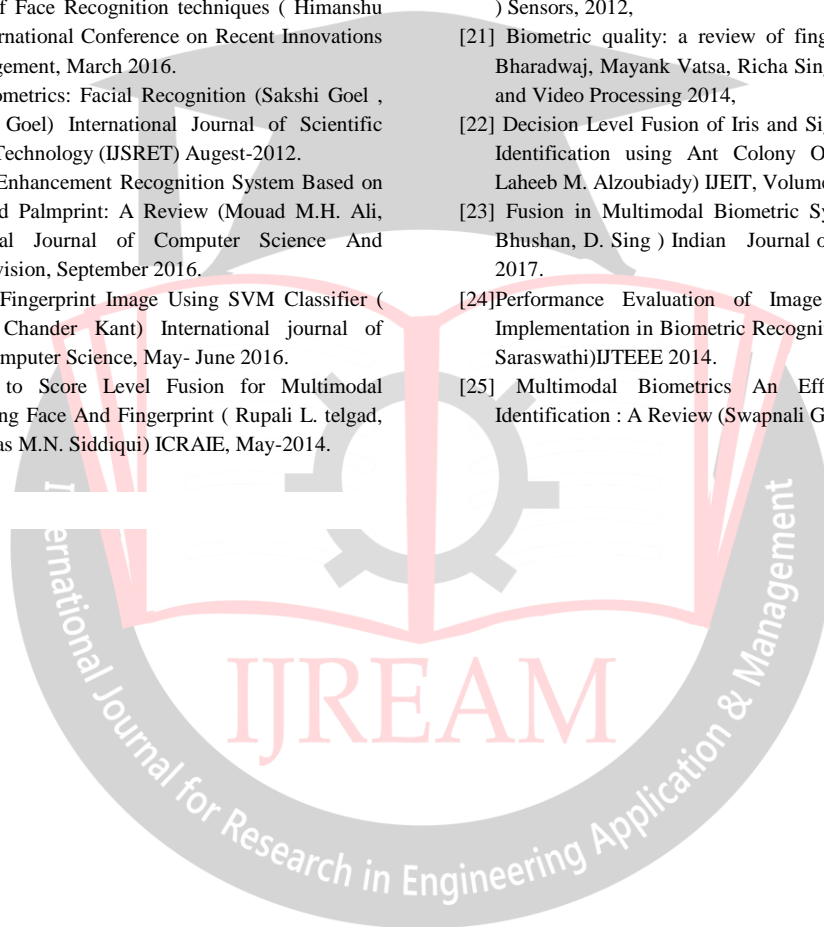 f Face Recognition techniques ( Himanshu
ernational Conference on Recent Innovations
gement, March 2016.
ometrics: Facial Recognition (Sakshi Goel ,
Goel) International Journal of Scientific
Technology (IJSRET) Augest-2012.
Enhancement Recognition System Based on
d Palmprint: A Review (Mouad M.H. Ali,
al Journal of Computer Science And
vision, September 2016.
Fingerprint Image Using SVM Classifier (
Chander Kant) International journal of
mputer Science, May- June 2016.
to Score Level Fusion for Multimodal
ng Face And Fingerprint ( Rupali L. telgad,
as M.N. Siddiqui) ICRAIE, May-2014.
) Sensors, 2012,
[21] Biometric quality: a review of fing
Bharadwaj, Mayank Vatsa, Richa Sin
and Video Processing 2014,
[22] Decision Level Fusion of Iris and Si
Identification using Ant Colony O
Laheeb M. Alzoubiady) IJEIT, Volume
[23] Fusion in Multimodal Biometric Sy
Bhushan, D. Sing ) Indian Journal o
2017.
[24]Performance Evaluation of Image
Implementation in Biometric Recogni
Saraswathi)IJTEEE 2014.
[25] Multimodal Biometrics An Eff
Identification : A Review (Swapnali G
IJREAM
International Journal for Research in Engineering Application & Management